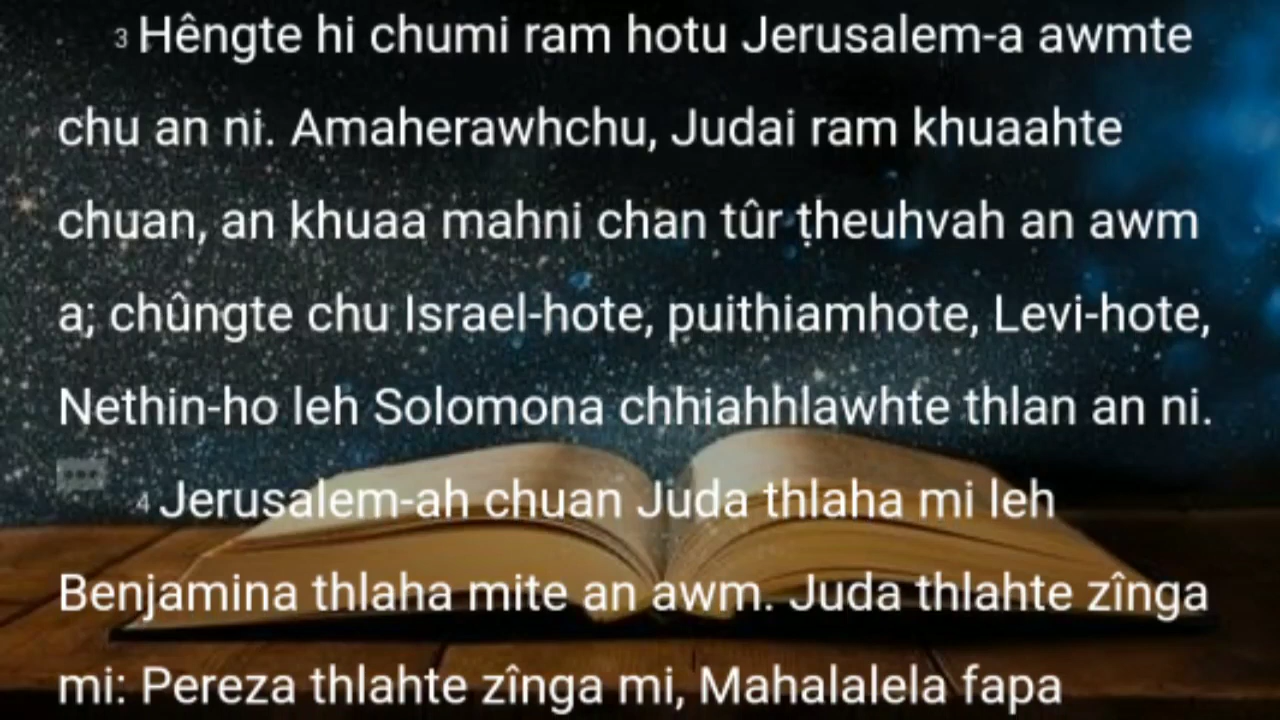 3 Hêngte hi chumi ram hotu Jerusalem-a awmte
chu an ni. Amaherawhchu, Judai ram khuaahte
chuan, an khuaa mahni chan tûr ṭheuhvah an awm
a; chûngte chu Israel-hote, puithiamhote, Levi-hote,
Nethin-ho leh Solomona chhiahhlawhte thlan an ni.
4 Jerusalem-ah chuan Juda thlaha mi leh
Benjamina thlaha mite an awm. Juda thlahte zînga
mi: Pereza thlahte zînga mi, Mahalalela fapa